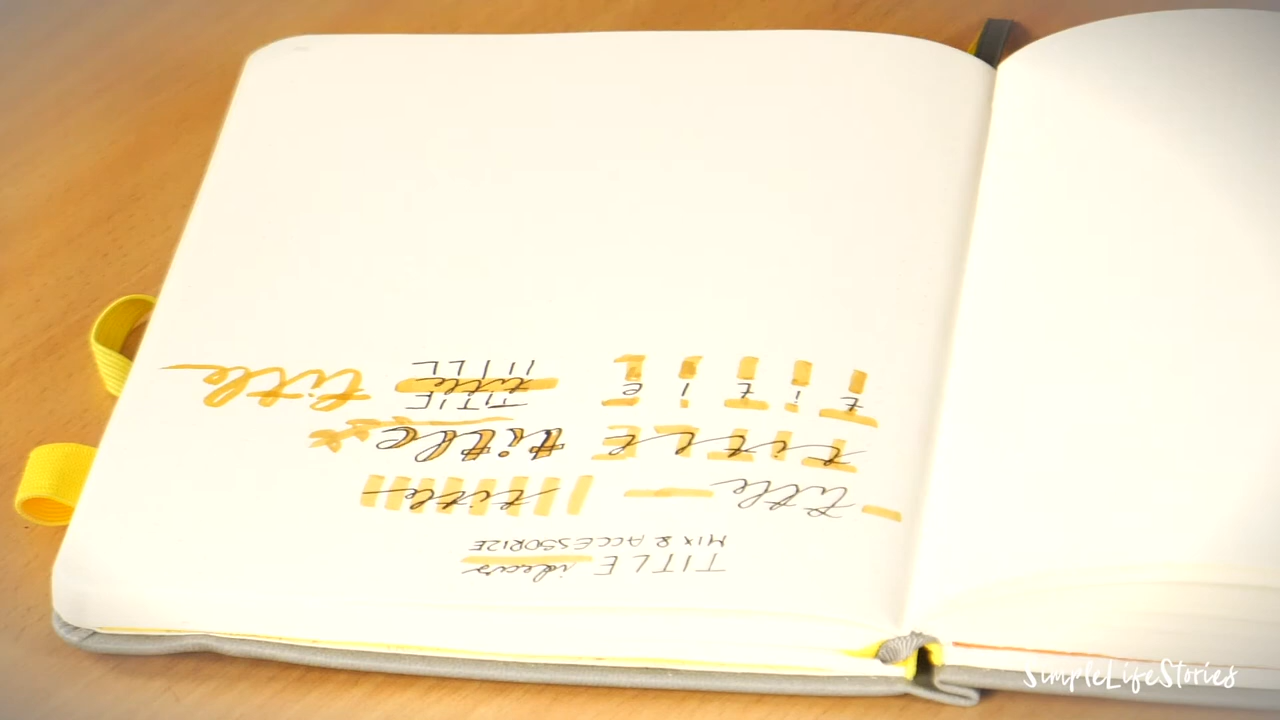 TITLE ideas
MIX & ACCESSORIZE
title
title
title
title
t i t l e
TITLE
title
TITLE
title
SimpleLifeStories